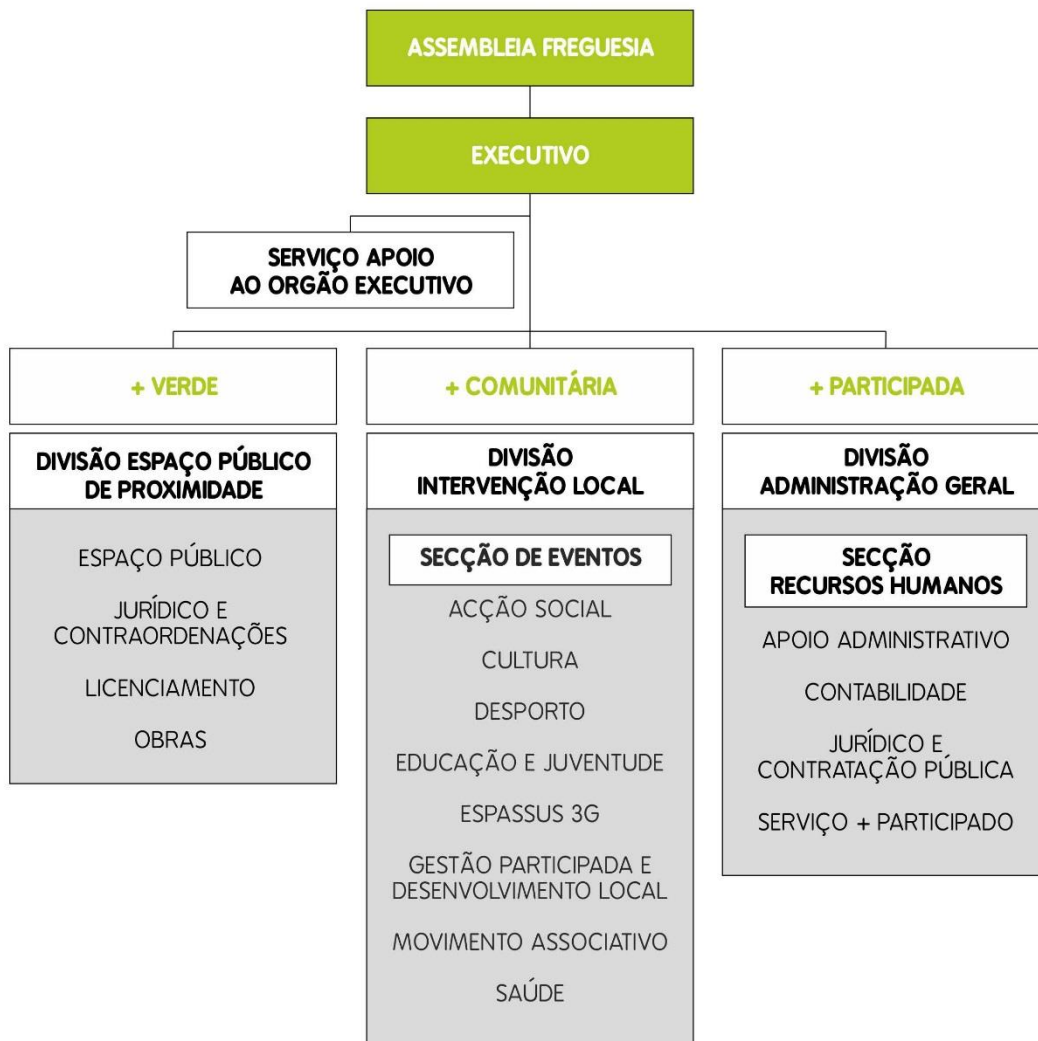 ASSEMBLEIA FREGUESIA
EXECUTIVO
SERVIÇO APOIO
AO ORGÃO EXECUTIVO
+ VERDE
DIVISÃO ESPAÇO PÚBLICO
DE PROXIMIDADE
ESPAÇO PÚBLICO
JURÍDICO E
CONTRAORDENAÇÕES
LICENCIAMENTO
OBRAS
+ COMUNITÁRIA
DIVISÃO
INTERVENÇÃO LOCAL
SECÇÃO DE EVENTOS
ACÇÃO SOCIAL
CULTURA
DESPORTO
EDUCAÇÃO E JUVENTUDE
ESPASSUS 3G
GESTÃO PARTICIPADA E
DESENVOLVIMENTO LOCAL
MOVIMENTO ASSOCIATIVO
SAÚDE
+ PARTICIPADA
DIVISÃO
ADMINISTRAÇÃO GERAL
SECÇÃO
RECURSOS HUMANOS
APOIO ADMINISTRATIVO
CONTABILIDADE
JURÍDICO E
CONTRATAÇÃO PÚBLICA
SERVIÇO + PARTICIPADO